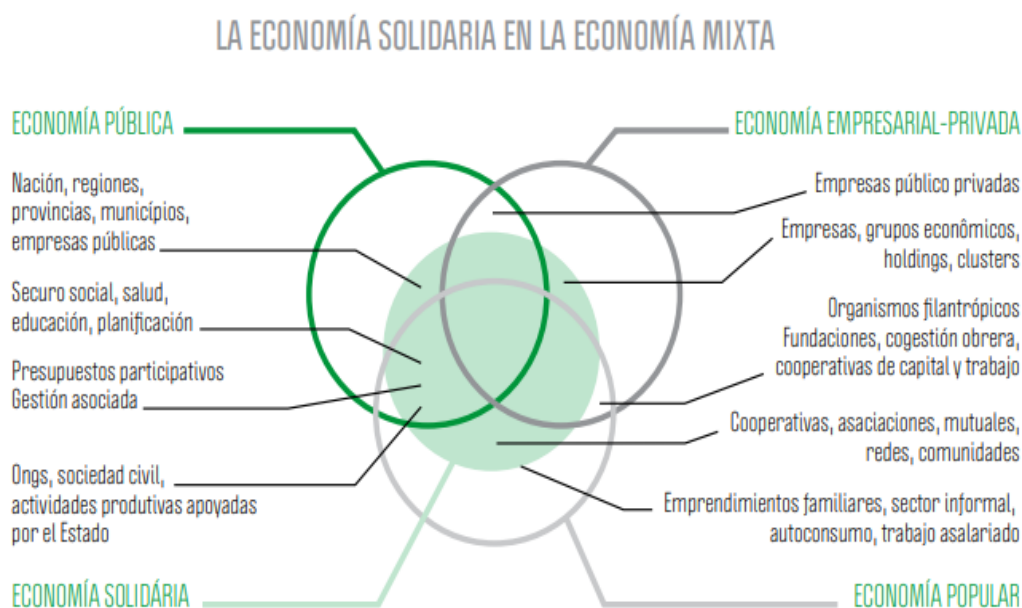 LA ECONOMÍA SOLIDARIA EN LA ECONOMÍA MIXTA
ECONOMÍA PÚBLICA
Nación, regiones,
provincias, municípios,
empresas públicas
Securo social, salud,
educación, planificación
Presupuestos participativos
Gestión asociada
Ongs, sociedad civil,
actividades produtivas apoyadas
por el Estado
ECONOMÍA SOLIDÁRIA
ECONOMÍA EMPRESARIAL-PRIVADA
Empresas público privadas
Empresas, grupos econômicos,
holdings, clusters
Organismos filantrópicos
Fundaciones, cogestión obrera,
cooperativas de capital y trabajo
Cooperativas, asaciaciones, mutuales,
redes, comunidades
Emprendimientos familiares, sector informal,
autoconsumo, trabajo asalariado
ECONOMÍA POPULAR